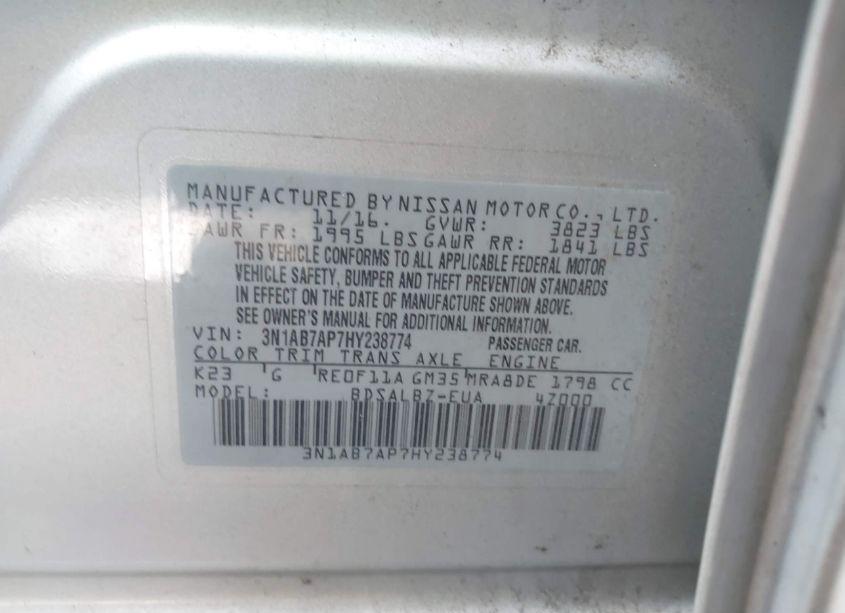 MANUFACTURED BY NISSAN MOTOR CO., LTD.
DATE: 11/16. GVWR: 3823 LBS
GAWR FR: 1995 LBS GAWR RR: 1841 LBS
THIS VEHICLE CONFORMS TO ALL APPLICABLE FEDERAL MOTOR
VEHICLE SAFETY, BUMPER AND THEFT PREVENTION STANDARDS
IN EFFECT ON THE DATE OF MANUFACTURE SHOWN ABOVE.
SEE OWNER'S MANUAL FOR ADDITIONAL INFORMATION.
VIN: 3N1AB7AP7HY238774 PASSENGER CAR.
COLOR TRIM TRANS AXLE ENGINE
K23 G RE0F11A GM35 MRA8DE 1798 CC
MODEL: BDSALBZ-EUA 4Z000
3N1AB7AP7HY238774